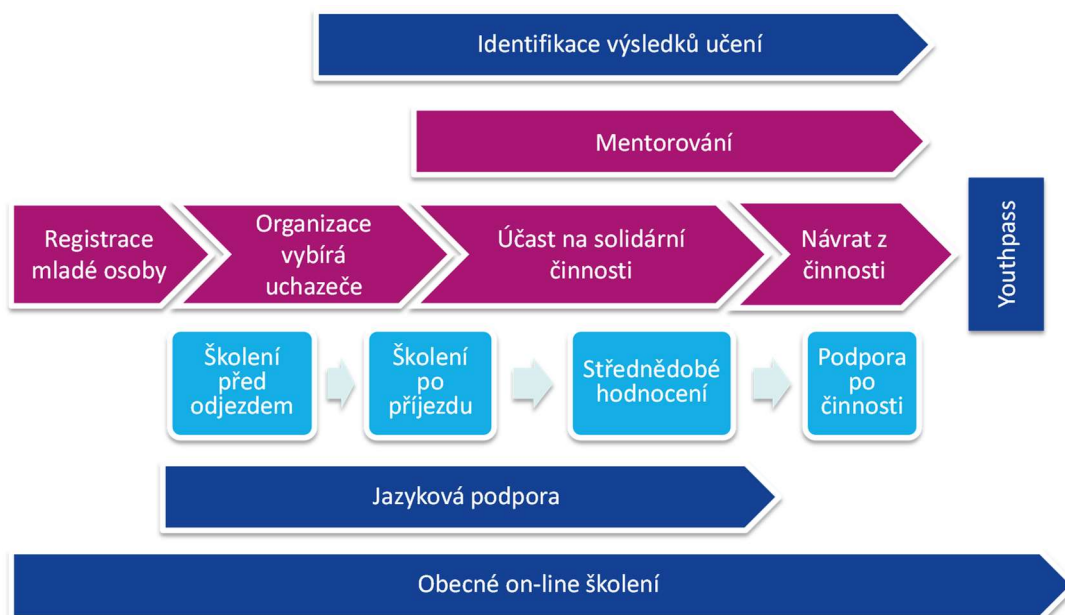 Identifikace výsledků učení
Mentorování
Registrace
mladé osoby
Organizace
vybírá
uchazeče
Účast na solidární
činnosti
Návrat z
činnosti
Youthpass
Školení
před
odjezdem
Školení
po
příjezdu
Střednědobé
hodnocení
Podpora
po
činnosti
Jazyková podpora
Obecné on-line školení